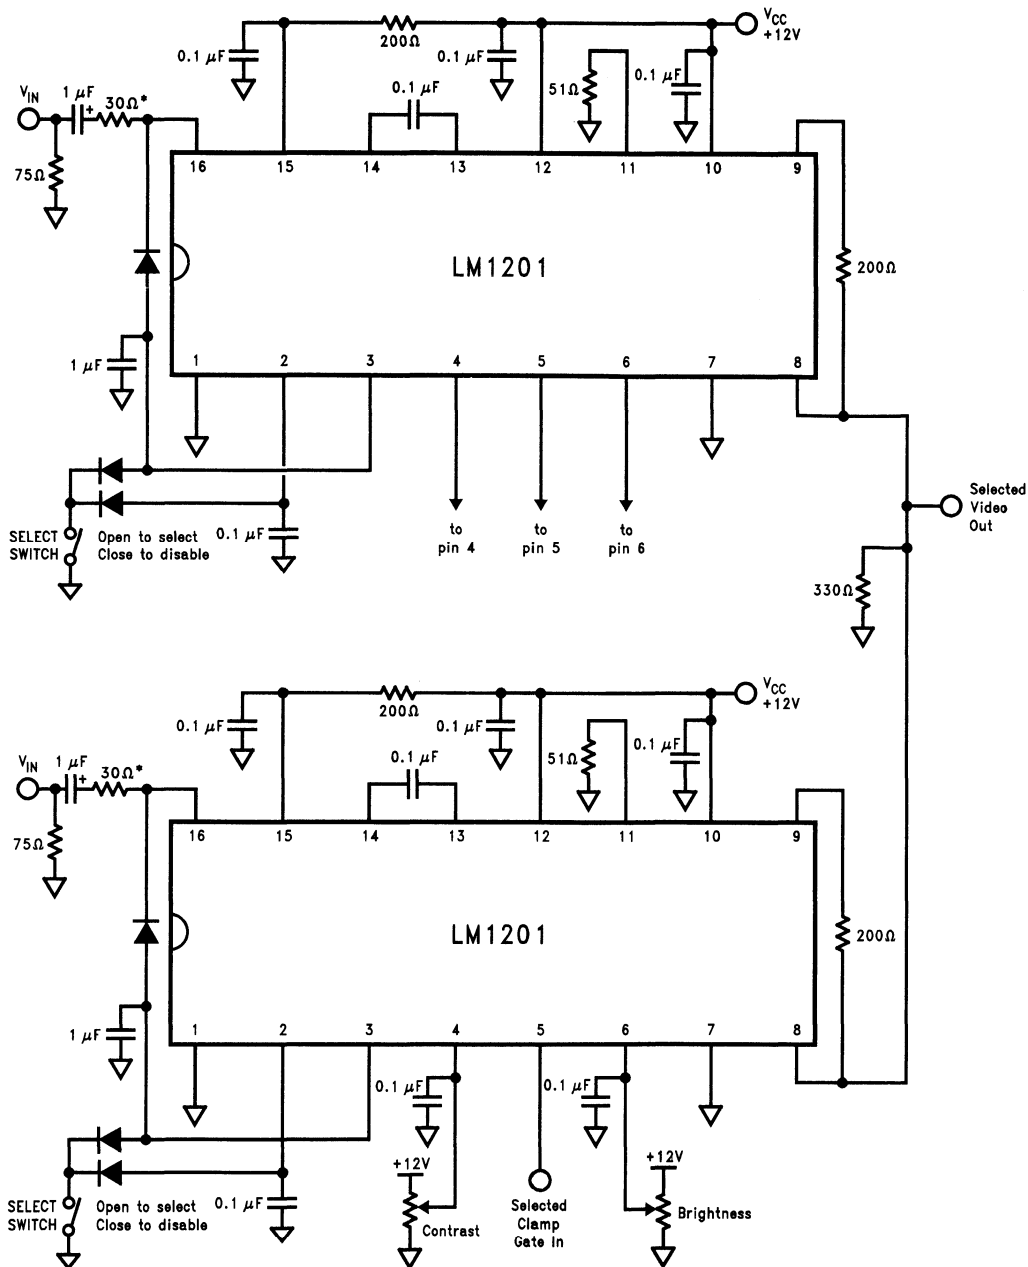 V_CC
+12V
0.1 μF
200Ω
0.1 μF
51Ω
0.1 μF
V_IN
1 μF
+
30Ω*
0.1 μF
75Ω
16
15
14
13
12
11
10
9
LM1201
200Ω
1 μF
1
2
3
4
5
6
7
8
SELECT
SWITCH
Open to select
Close to disable
0.1 μF
to
pin 4
to
pin 5
to
pin 6
Selected
Video
Out
330Ω
V_CC
+12V
0.1 μF
200Ω
0.1 μF
51Ω
0.1 μF
V_IN
1 μF
+
30Ω*
0.1 μF
75Ω
16
15
14
13
12
11
10
9
LM1201
200Ω
1 μF
1
2
3
4
5
6
7
8
0.1 μF
0.1 μF
SELECT
SWITCH
Open to select
Close to disable
0.1 μF
+12V
Contrast
Selected
Clamp
Gate In
+12V
Brightness